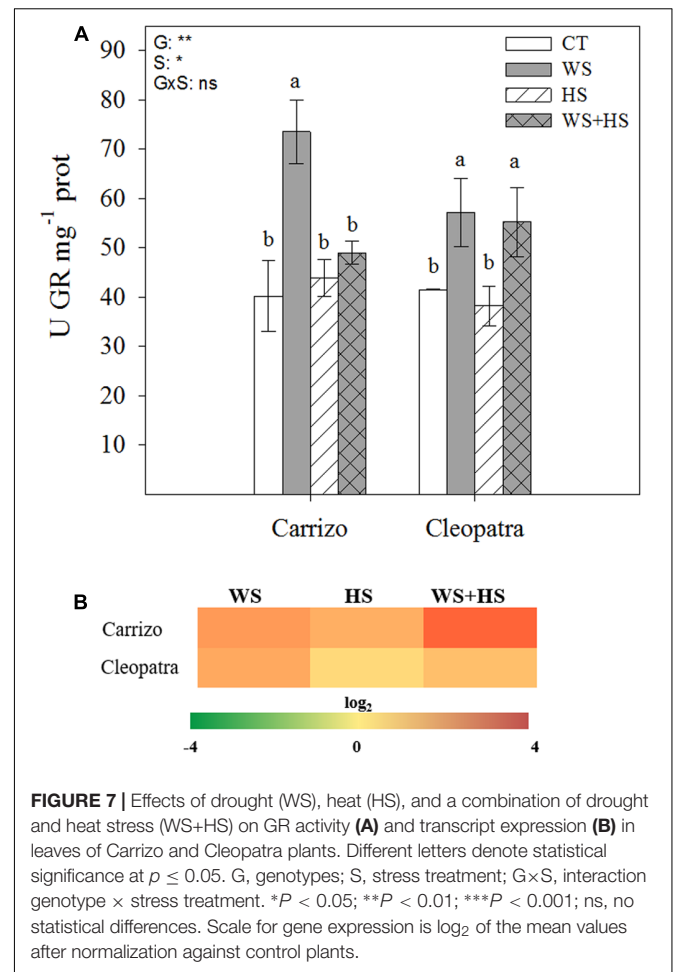 A
G: **
S: *
GxS: ns
CT
WS
HS
WS+HS
90
80
70
60
50
40
30
20
10
U GR mg⁻¹ prot
b
a
b
b
b
a
b
a
Carrizo
Cleopatra
B
WS
HS
WS+HS
Carrizo
Cleopatra
log₂
-4
0
4
FIGURE 7 | Effects of drought (WS), heat (HS), and a combination of drought
and heat stress (WS+HS) on GR activity (A) and transcript expression (B) in
leaves of Carrizo and Cleopatra plants. Different letters denote statistical
significance at p ≤ 0.05. G, genotypes; S, stress treatment; G×S, interaction
genotype × stress treatment. *P < 0.05; **P < 0.01; ***P < 0.001; ns, no
statistical differences. Scale for gene expression is log₂ of the mean values
after normalization against control plants.